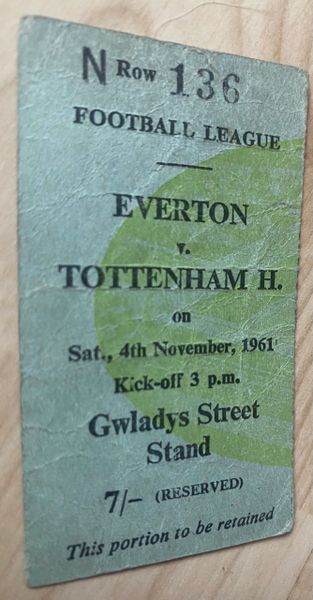 N Row 136
FOOTBALL LEAGUE
EVERTON
v.
TOTTENHAM H.
on
Sat., 4th November, 1961
Kick-off 3 p.m.
Gwladys Street
Stand
7/- (RESERVED)
This portion to be retained